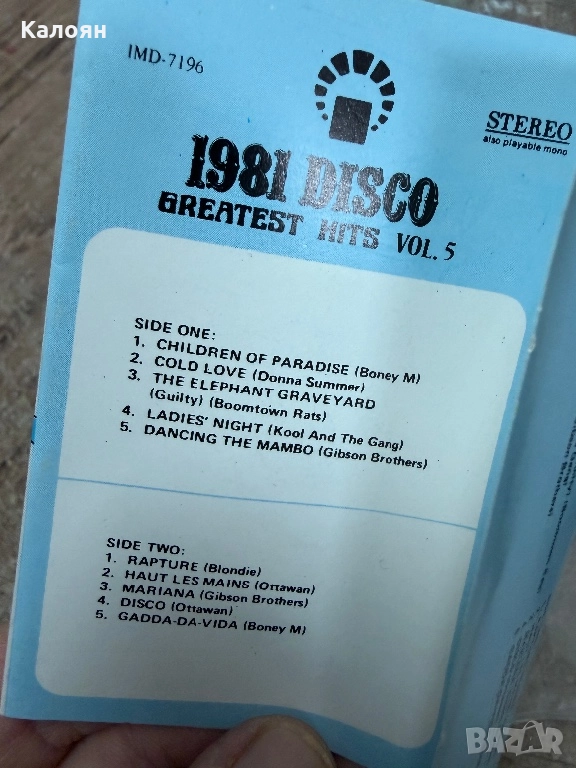 Калоян
IMD-7196
STEREO
also playable mono
1981 DISCO
GREATEST HITS VOL. 5
SIDE ONE:
1. CHILDREN OF PARADISE (Boney M)
2. COLD LOVE (Donna Summer)
3. THE ELEPHANT GRAVEYARD
(Guilty) (Boomtown Rats)
4. LADIES' NIGHT (Kool And The Gang)
5. DANCING THE MAMBO (Gibson Brothers)
SIDE TWO:
1. RAPTURE (Blondie)
2. HAUT LES MAINS (Ottawan)
3. MARIANA (Gibson Brothers)
4. DISCO (Ottawan)
5. GADDA-DA-VIDA (Boney M)
BAZAR